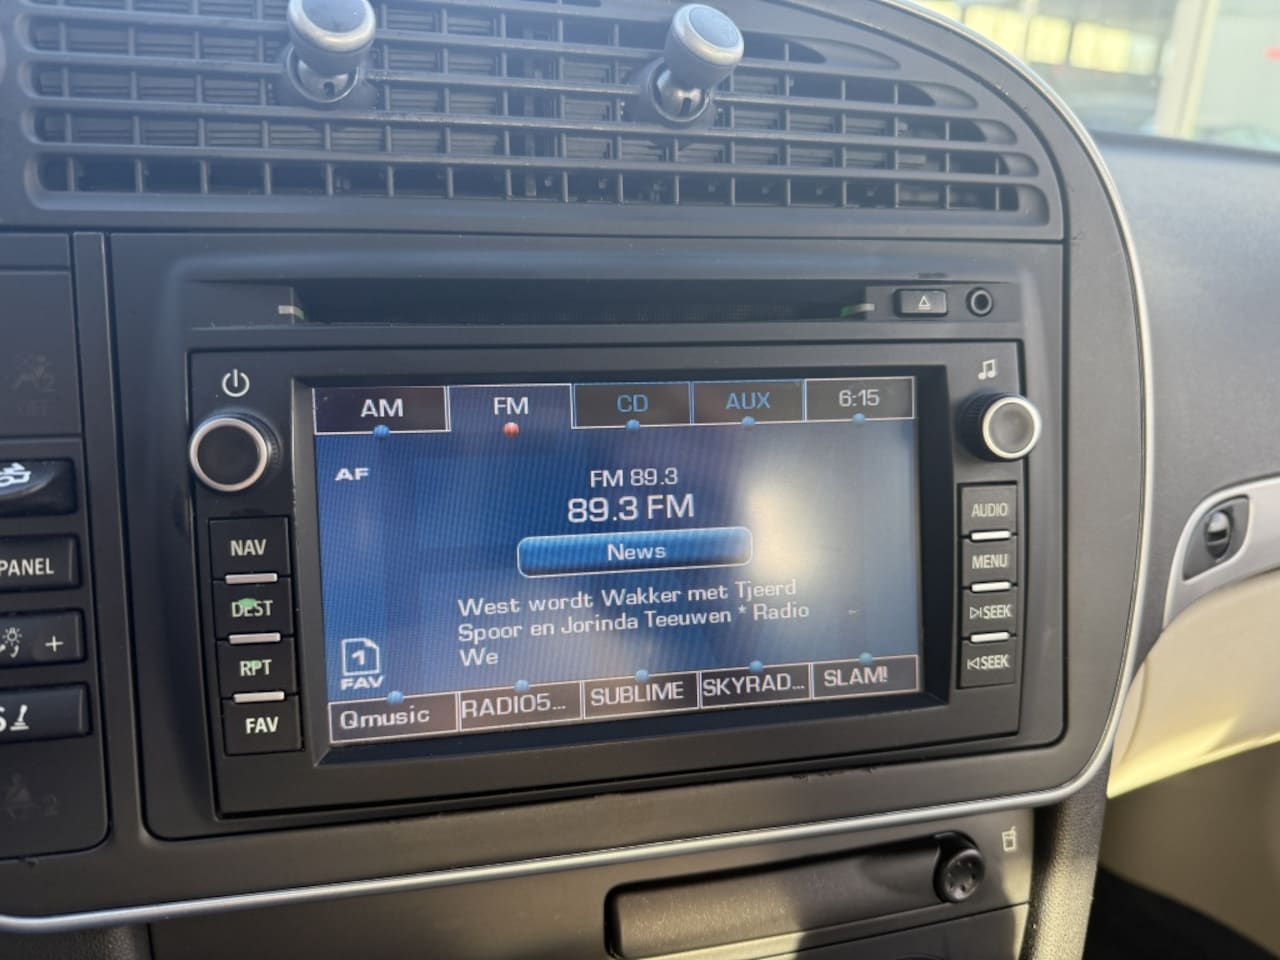 AM FM CD AUX 6:15
AF
FM 89.3
89.3 FM
News
West wordt Wakker met Tjeerd
Spoor en Jorinda Teeuwen * Radio
We
1
FAV
Qmusic RADIO5... SUBLIME SKYRAD... SLAM!
NAV
DEST
RPT
FAV
AUDIO
MENU
SEEK
SEEK
PANEL
+